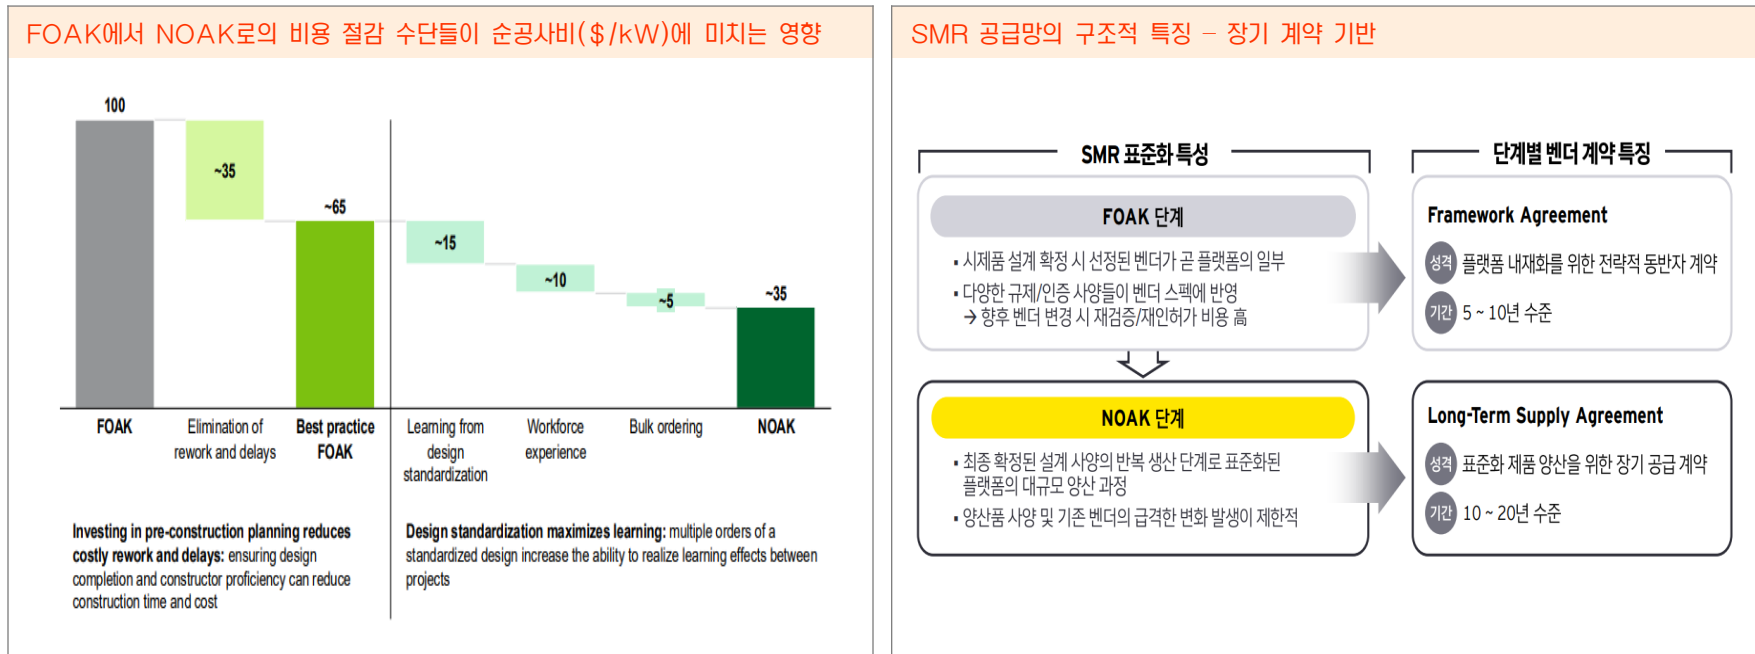 FOAK에서 NOAK로의 비용 절감 수단들이 순공사비($/kW)에 미치는 영향
100
~35
~65
~15
~10
~5
~35
FOAK
Elimination of
rework and delays
Best practice
FOAK
Learning from
design
standardization
Workforce
experience
Bulk ordering
NOAK
Investing in pre-construction planning reduces
costly rework and delays: ensuring design
completion and constructor proficiency can reduce
construction time and cost
Design standardization maximizes learning: multiple orders of a
standardized design increase the ability to realize learning effects between
projects
SMR 공급망의 구조적 특징 – 장기 계약 기반
SMR 표준화 특성
FOAK 단계
▪ 시제품 설계 확정 시 선정된 벤더가 곧 플랫폼의 일부
▪ 다양한 규제/인증 사양들이 벤더 스펙에 반영
→ 향후 벤더 변경 시 재검증/재인허가 비용 高
NOAK 단계
▪ 최종 확정된 설계 사양의 반복 생산 단계로 표준화된
플랫폼의 대규모 양산 과정
▪ 양산품 사양 및 기존 벤더의 급격한 변화 발생이 제한적
단계별 벤더 계약 특징
Framework Agreement
성격 플랫폼 내재화를 위한 전략적 동반자 계약
기간 5 ~ 10년 수준
Long-Term Supply Agreement
성격 표준화 제품 양산을 위한 장기 공급 계약
기간 10 ~ 20년 수준